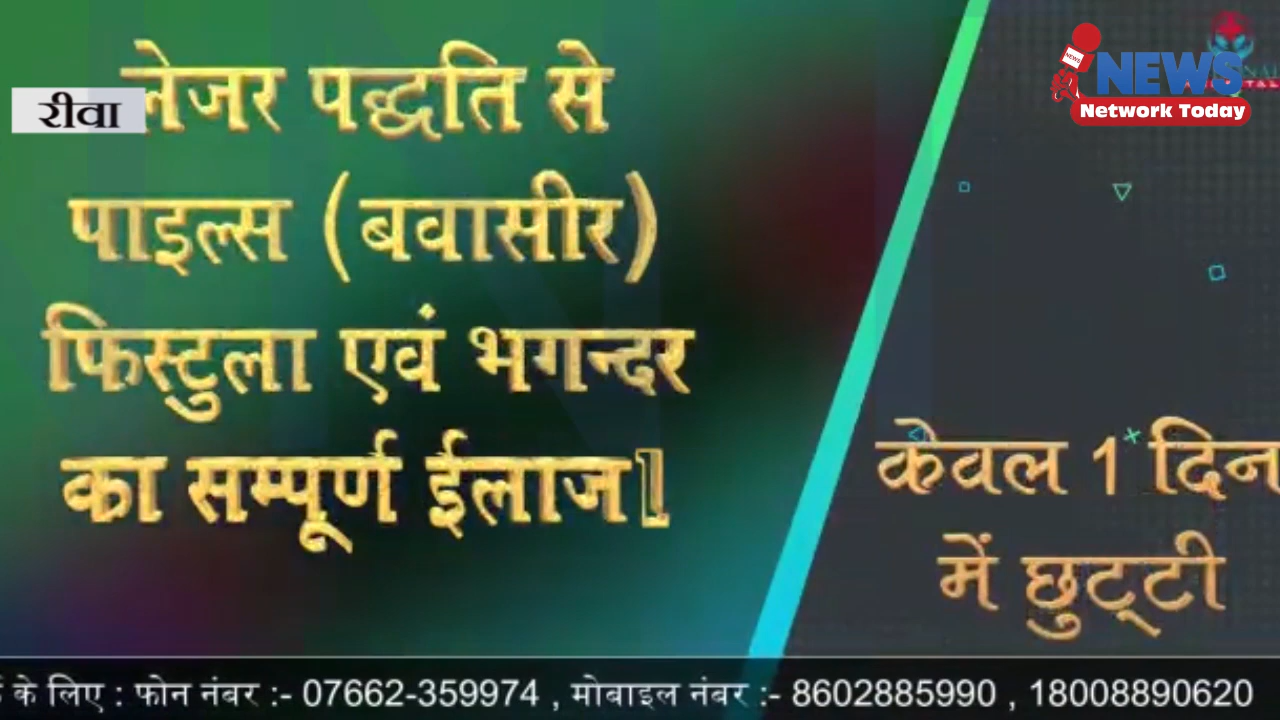 रीवा
लेजर पद्धति से
पाइल्स (बवासीर)
फिस्टुला एवं भगन्दर
का सम्पूर्ण ईलाज
केवल 1 दिन
में छुट्टी
NEWS
iNEWS
Network Today
के लिए : फोन नंबर :- 07662-359974 , मोबाइल नंबर :- 8602885990 , 18008890620